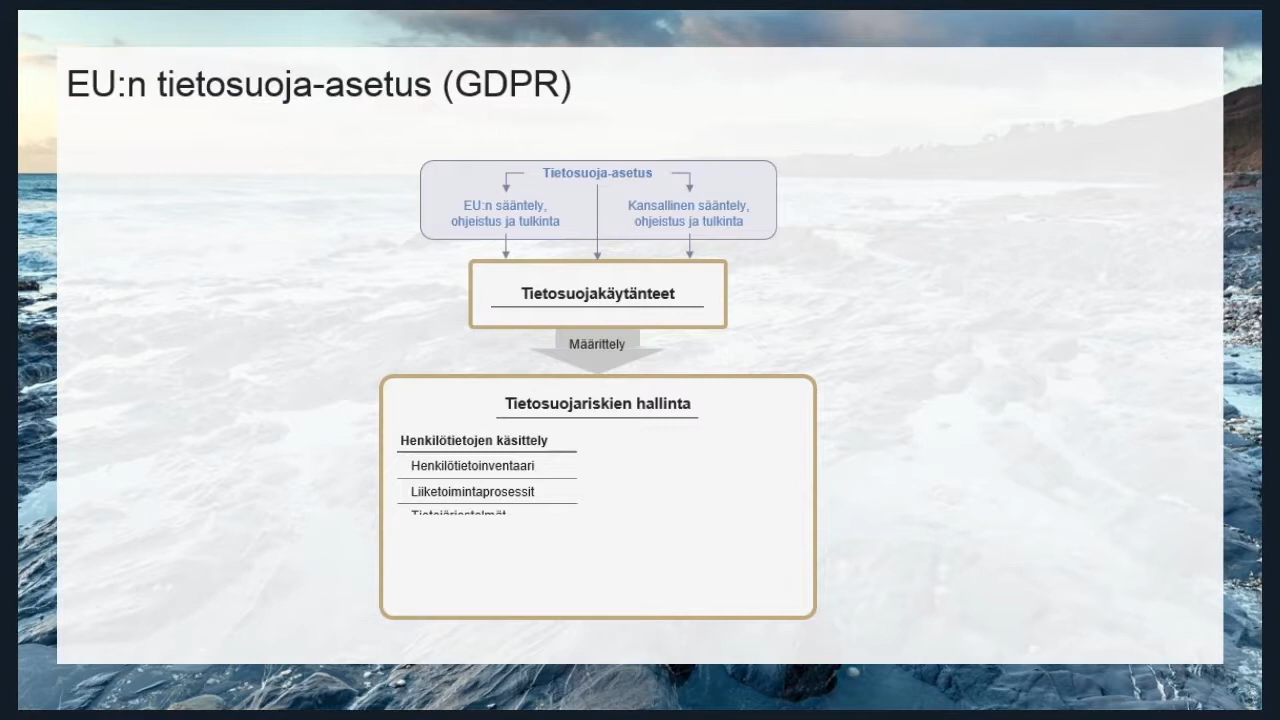 EU:n tietosuoja-asetus (GDPR)
Tietosuoja-asetus
EU:n sääntely,
ohjeistus ja tulkinta
Kansallinen sääntely,
ohjeistus ja tulkinta
Tietosuojakäytänteet
Määrittely
Tietosuojariskien hallinta
Henkilötietojen käsittely
Henkilötietoinventaari
Liiketoimintaprosessit